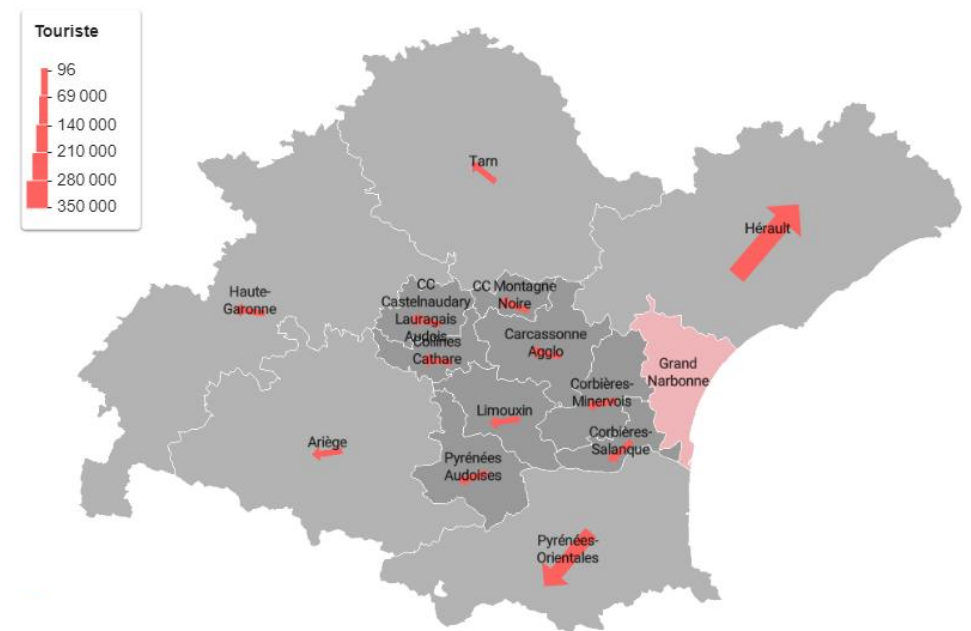 Touriste
96
69 000
140 000
210 000
280 000
350 000
Tarn
Hérault
Haute-
Garonne
CC
Castelnaudary
Lauragais
Audois
CC Montagne
Noire
Collines
Cathare
Carcassonne
Agglo
Grand
Narbonne
Corbières-
Minervois
Limouxin
Corbières-
Salanque
Ariège
Pyrénées
Audoises
Pyrénées-
Orientales